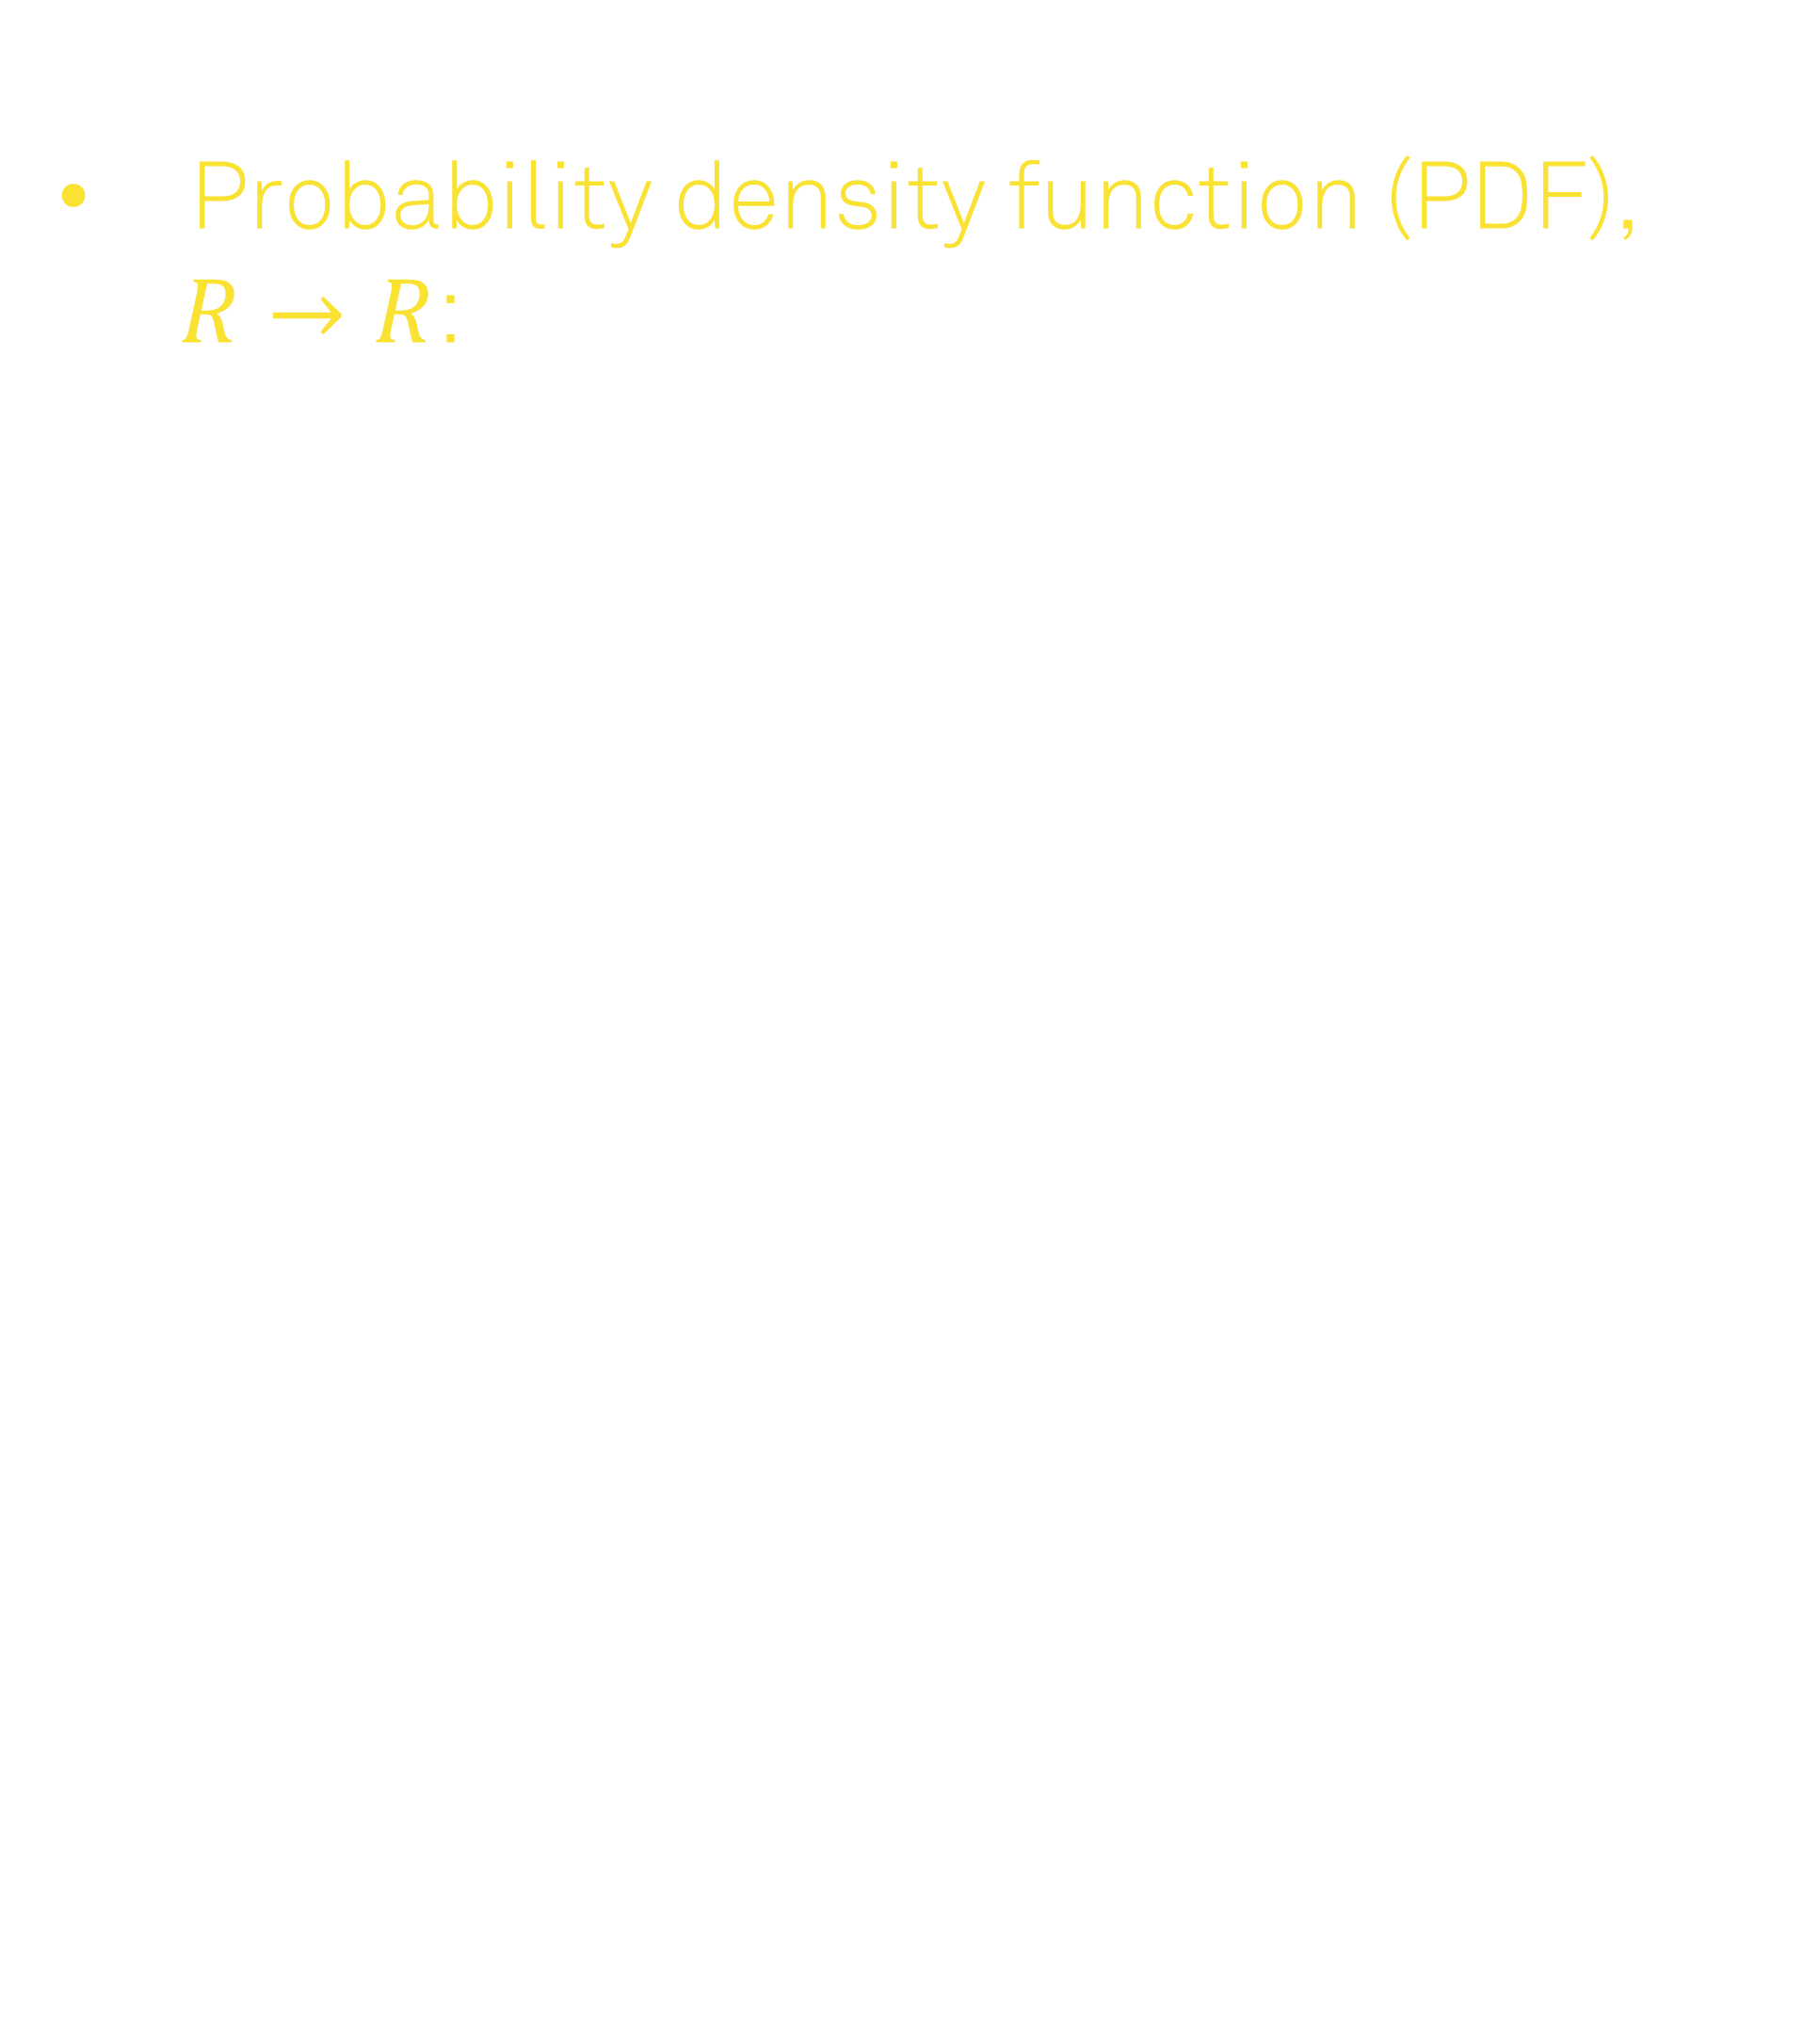 • Probability density function (PDF),
R → R: